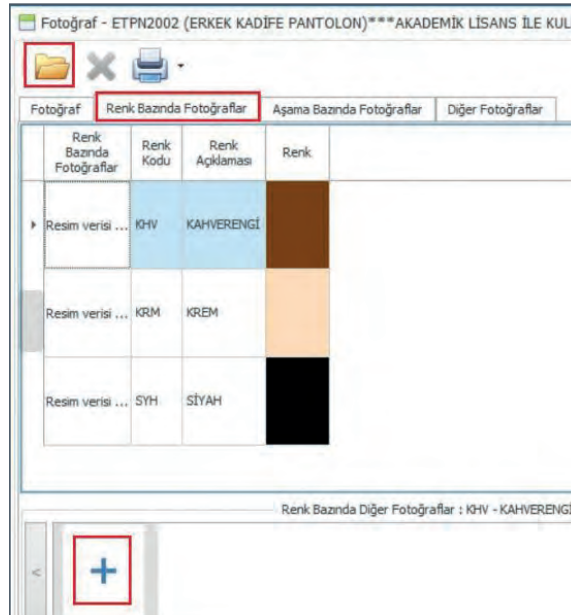 Fotoğraf - ETPN2002 (ERKEK KADİFE PANTOLON)***AKADEMİK LİSANS İLE KUL
Fotoğraf Renk Bazında Fotoğraflar Aşama Bazında Fotoğraflar Diğer Fotoğraflar
Renk Bazında Fotoğraflar Renk Kodu Renk Açıklaması Renk
Resim verisi ... KHV KAHVERENGİ
Resim verisi ... KRM KREM
Resim verisi ... SYH SİYAH
Renk Bazında Diğer Fotoğraflar : KHV - KAHVERENGİ
<